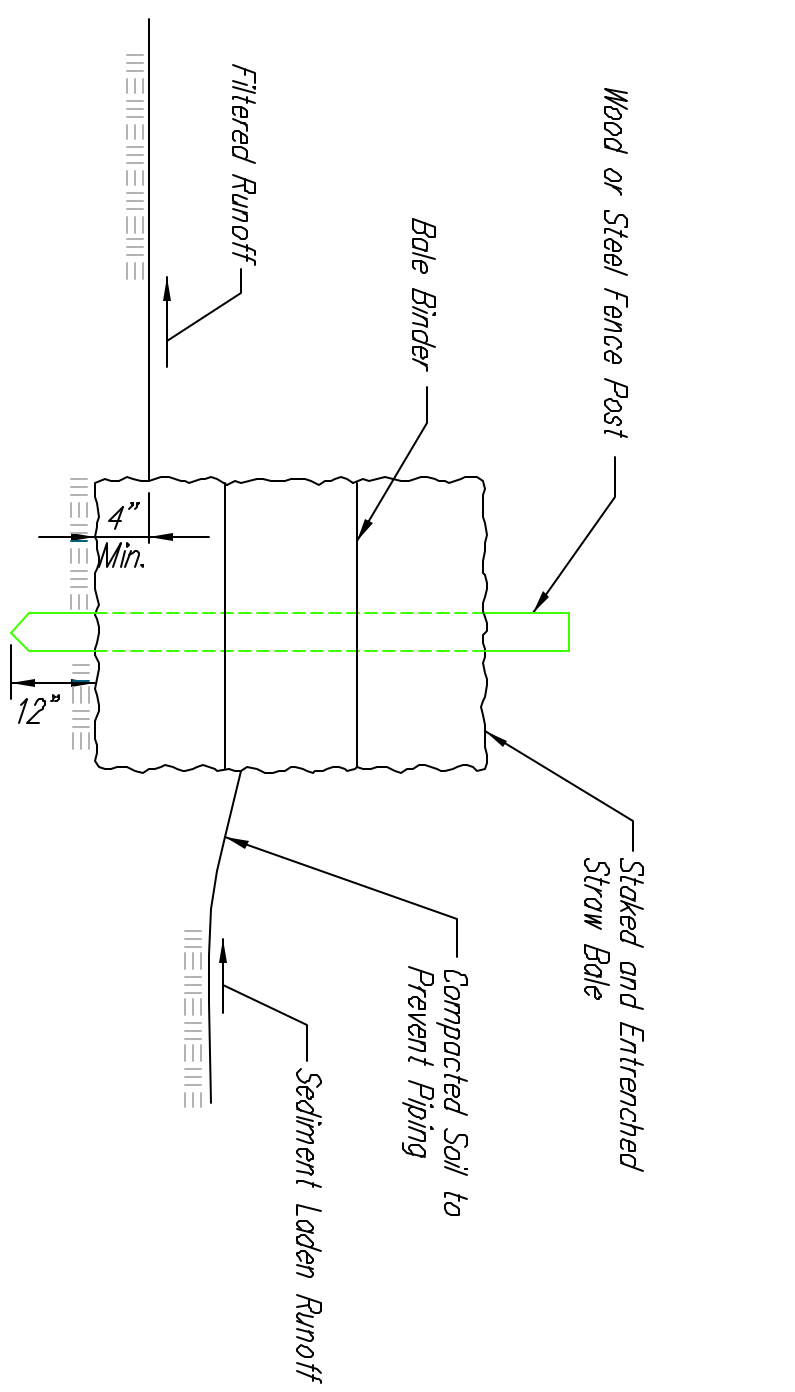 Wood or Steel Fence Post
Staked and Entrenched
Straw Bale
Bale Binder
Compacted Soil to
Prevent Piping
Filtered Runoff
Sediment Laden Runoff
4"
Min.
12"